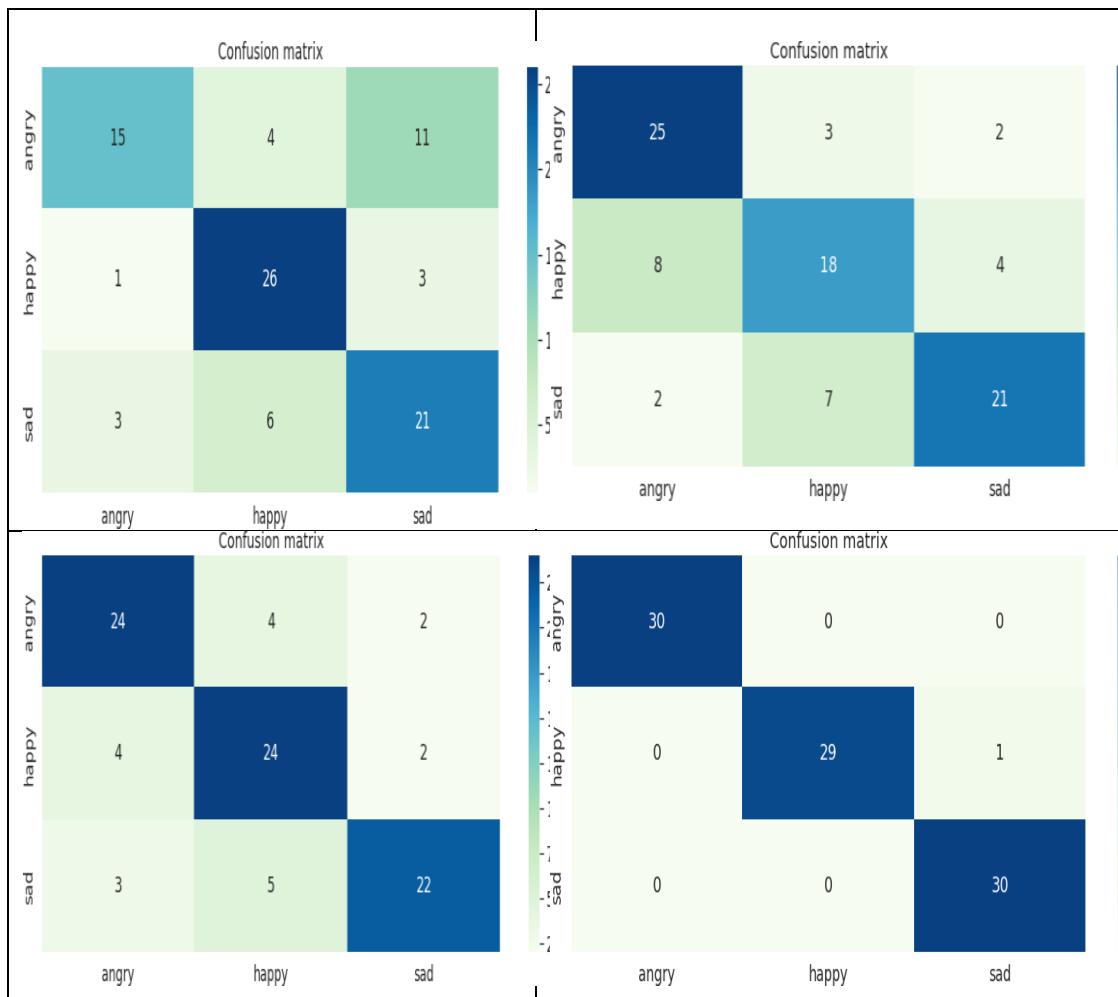 Confusion matrix
angry 15 4 11
happy 1 26 3
sad 3 6 21
angry happy sad
Confusion matrix
angry 25 3 2
happy 8 18 4
sad 2 7 21
angry happy sad
Confusion matrix
angry 24 4 2
happy 4 24 2
sad 3 5 22
angry happy sad
Confusion matrix
angry 30 0 0
happy 0 29 1
sad 0 0 30
angry happy sad